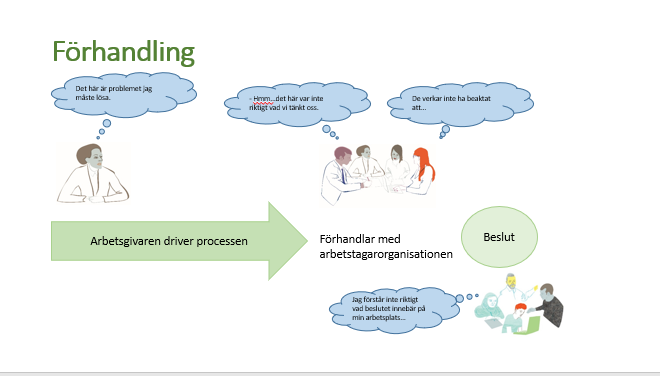 Förhandling
Det här är problemet jag
måste lösa.
- Hmm...det här var inte
riktigt vad vi tänkt oss.
De verkar inte ha beaktat
att...
Arbetsgivaren driver processen
Förhandlar med
arbetstagarorganisationen
Beslut
Jag förstår inte riktigt
vad beslutet innebär på
min arbetsplats...